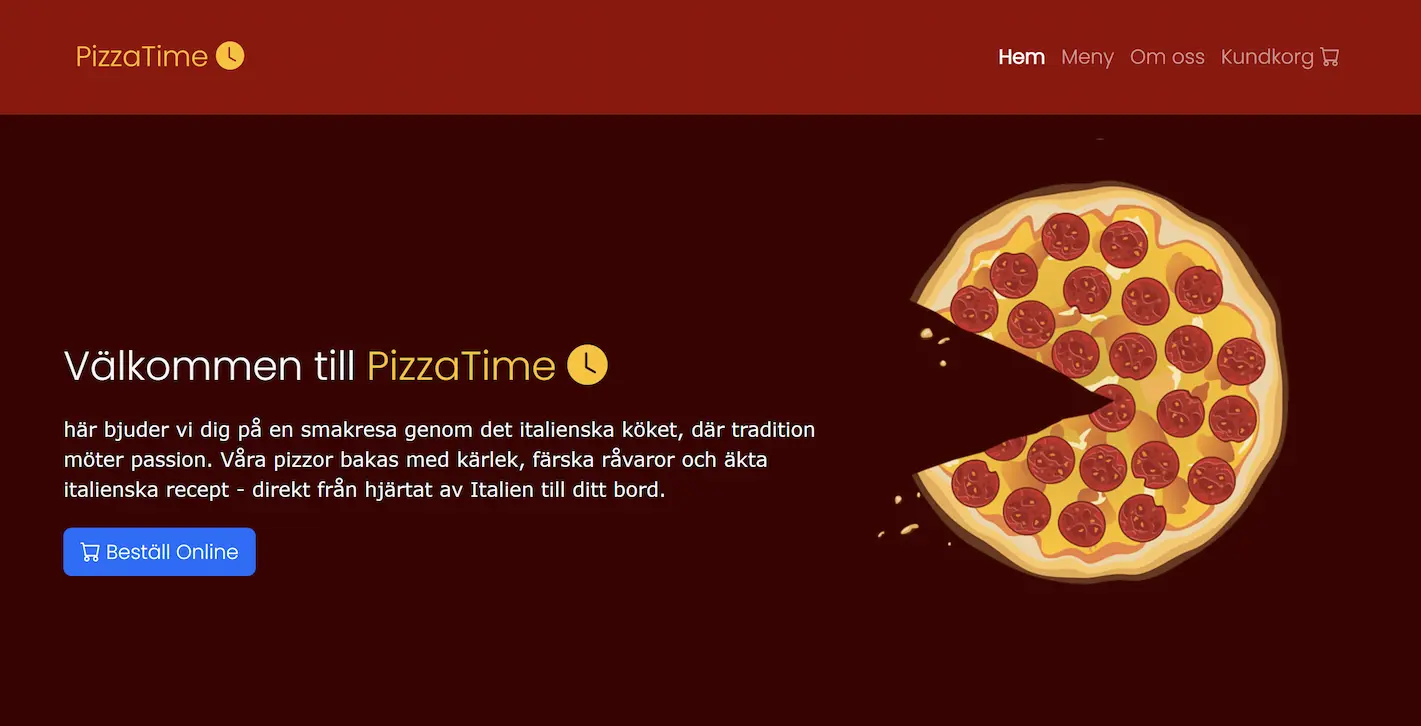 PizzaTime
Hem Meny Om oss Kundkorg
Välkommen till PizzaTime
här bjuder vi dig på en smakresa genom det italienska köket, där tradition
möter passion. Våra pizzor bakas med kärlek, färska råvaror och äkta
italienska recept - direkt från hjärtat av Italien till ditt bord.
Beställ Online